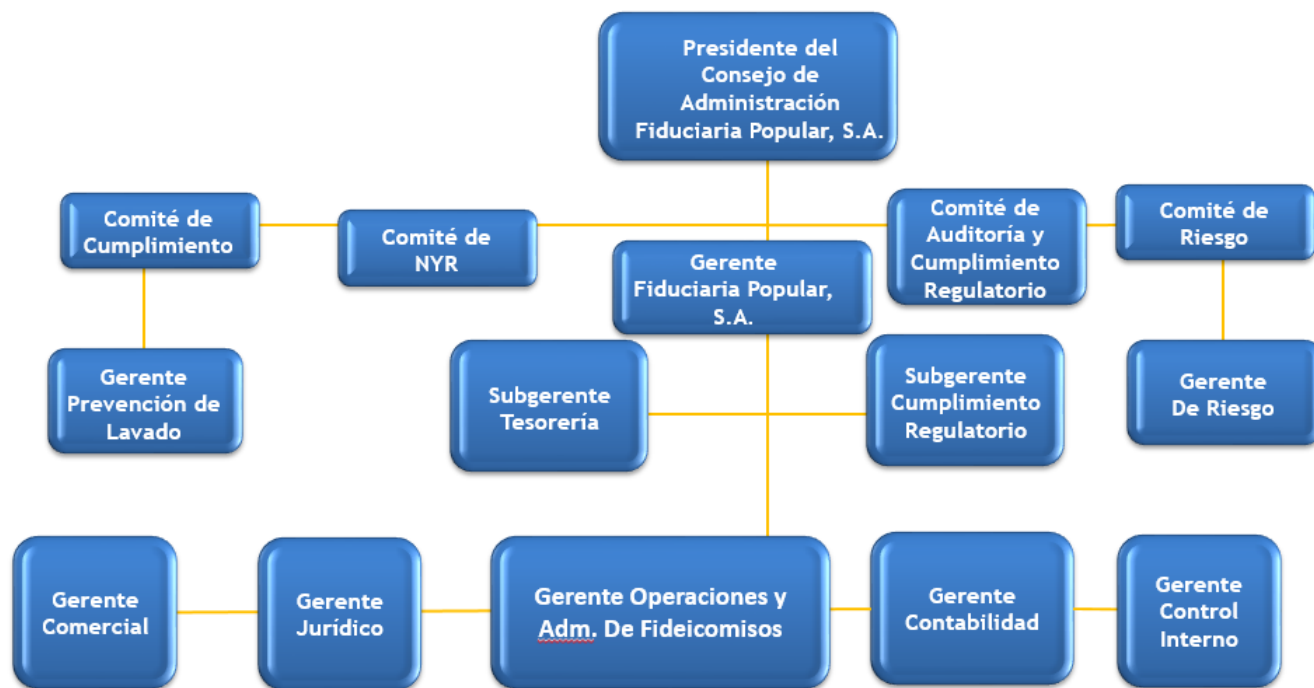 Presidente del
Consejo de
Administración
Fiduciaria Popular, S.A.
Comité de
Cumplimiento
Comité de
NYR
Comité de
Auditoría y
Cumplimiento
Regulatorio
Comité de
Riesgo
Gerente
Fiduciaria Popular,
S.A.
Gerente
Prevención de
Lavado
Subgerente
Tesorería
Subgerente
Cumplimiento
Regulatorio
Gerente
De Riesgo
Gerente
Comercial
Gerente
Jurídico
Gerente Operaciones y
Adm. De Fideicomisos
Gerente
Contabilidad
Gerente
Control
Interno